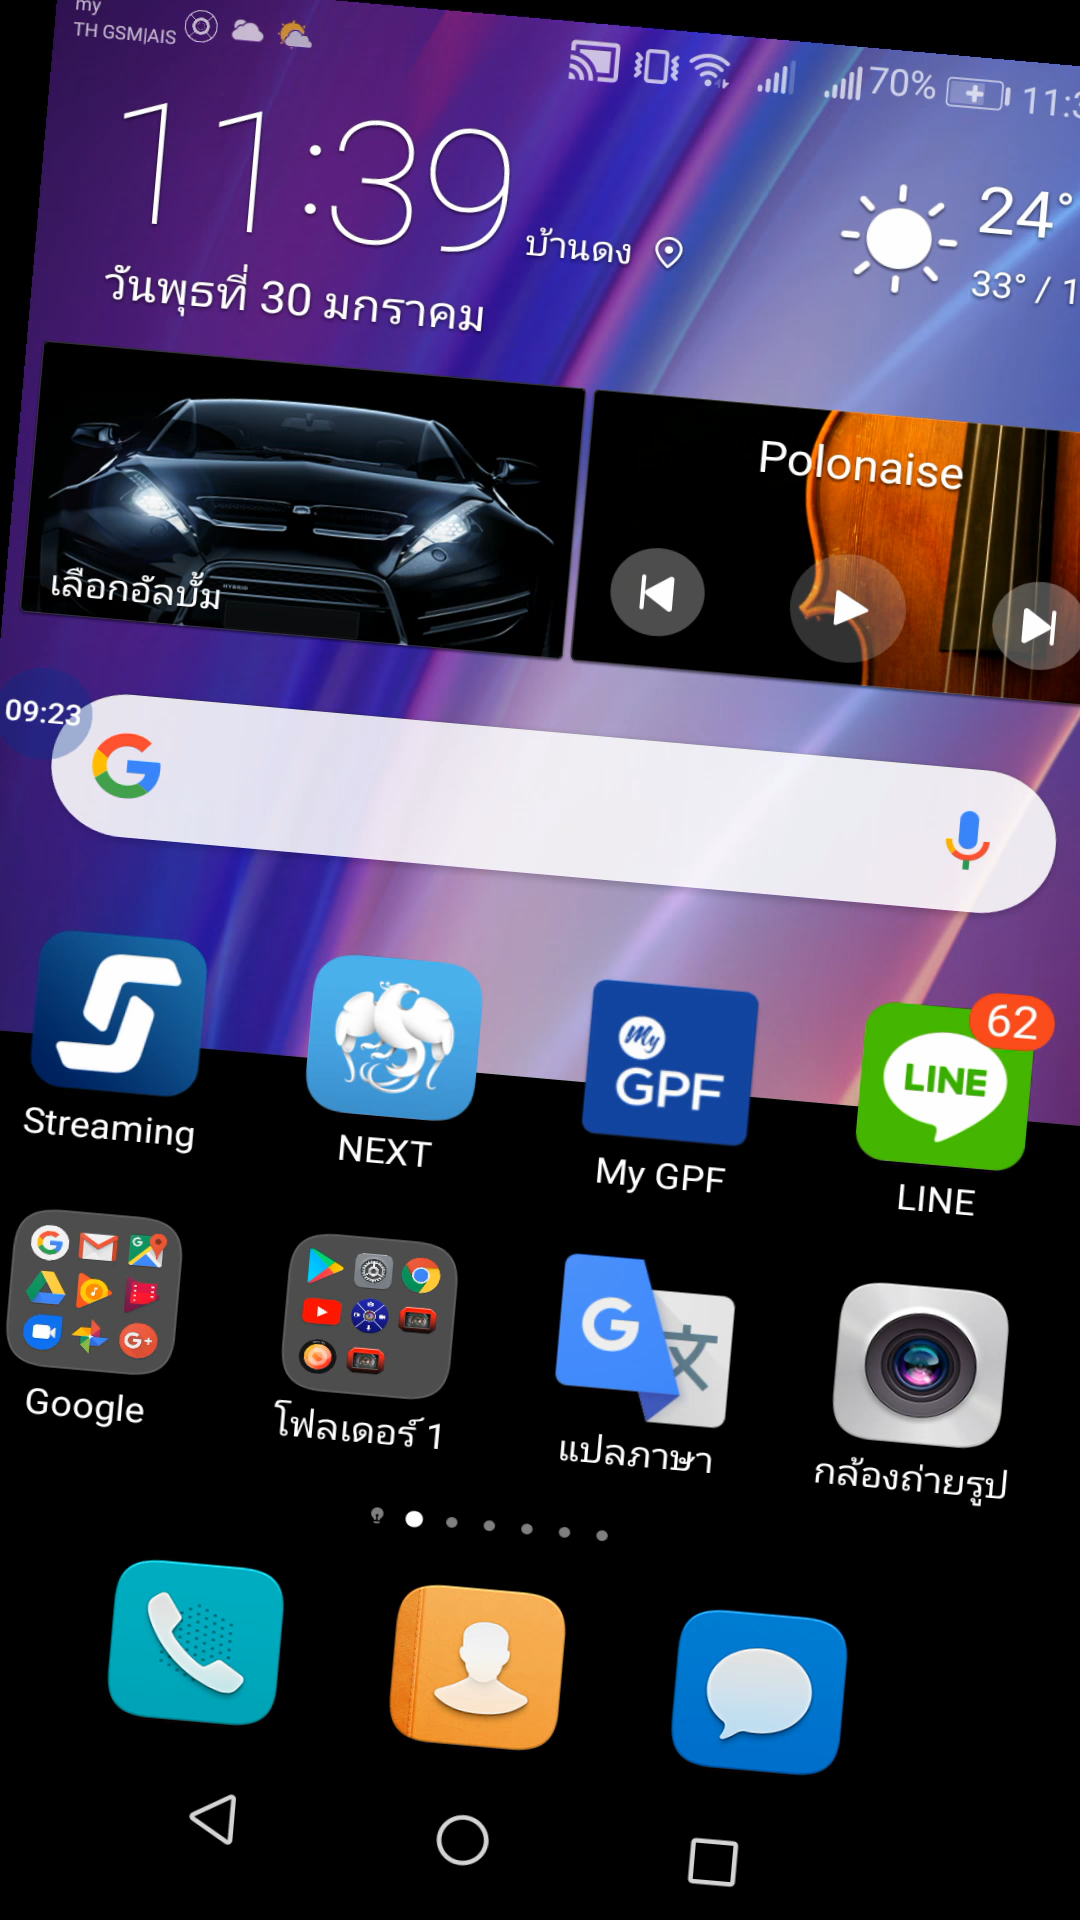 my
TH GSM|AIS
70%
11:39
บ้านดง
24°
33° / 1
วันพุธที่ 30 มกราคม
Polonaise
HYBRID
เลือกอัลบั้ม
09:23
62
My
GPF
LINE
Streaming
NEXT
My GPF
LINE
Google
โฟลเดอร์ 1
แปลภาษา
กล้องถ่ายรูป